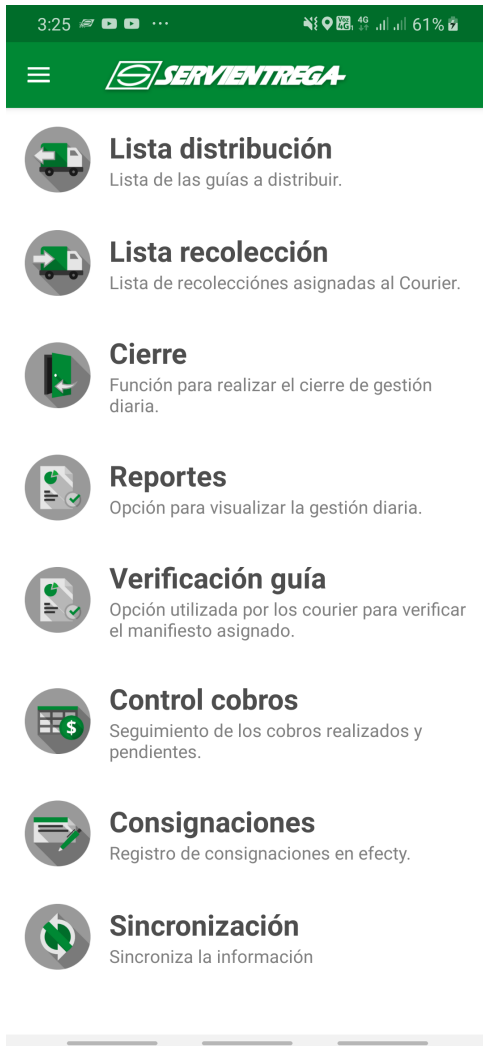 3:25 ··· Voz 4G 4G 61%
S SERVIENTREGA
Lista distribución
Lista de las guías a distribuir.
Lista recolección
Lista de recolecciónes asignadas al Courier.
Cierre
Función para realizar el cierre de gestión
diaria.
Reportes
Opción para visualizar la gestión diaria.
Verificación guía
Opción utilizada por los courier para verificar
el manifiesto asignado.
Control cobros
$
Seguimiento de los cobros realizados y
pendientes.
Consignaciones
Registro de consignaciones en efecty.
Sincronización
Sincroniza la información